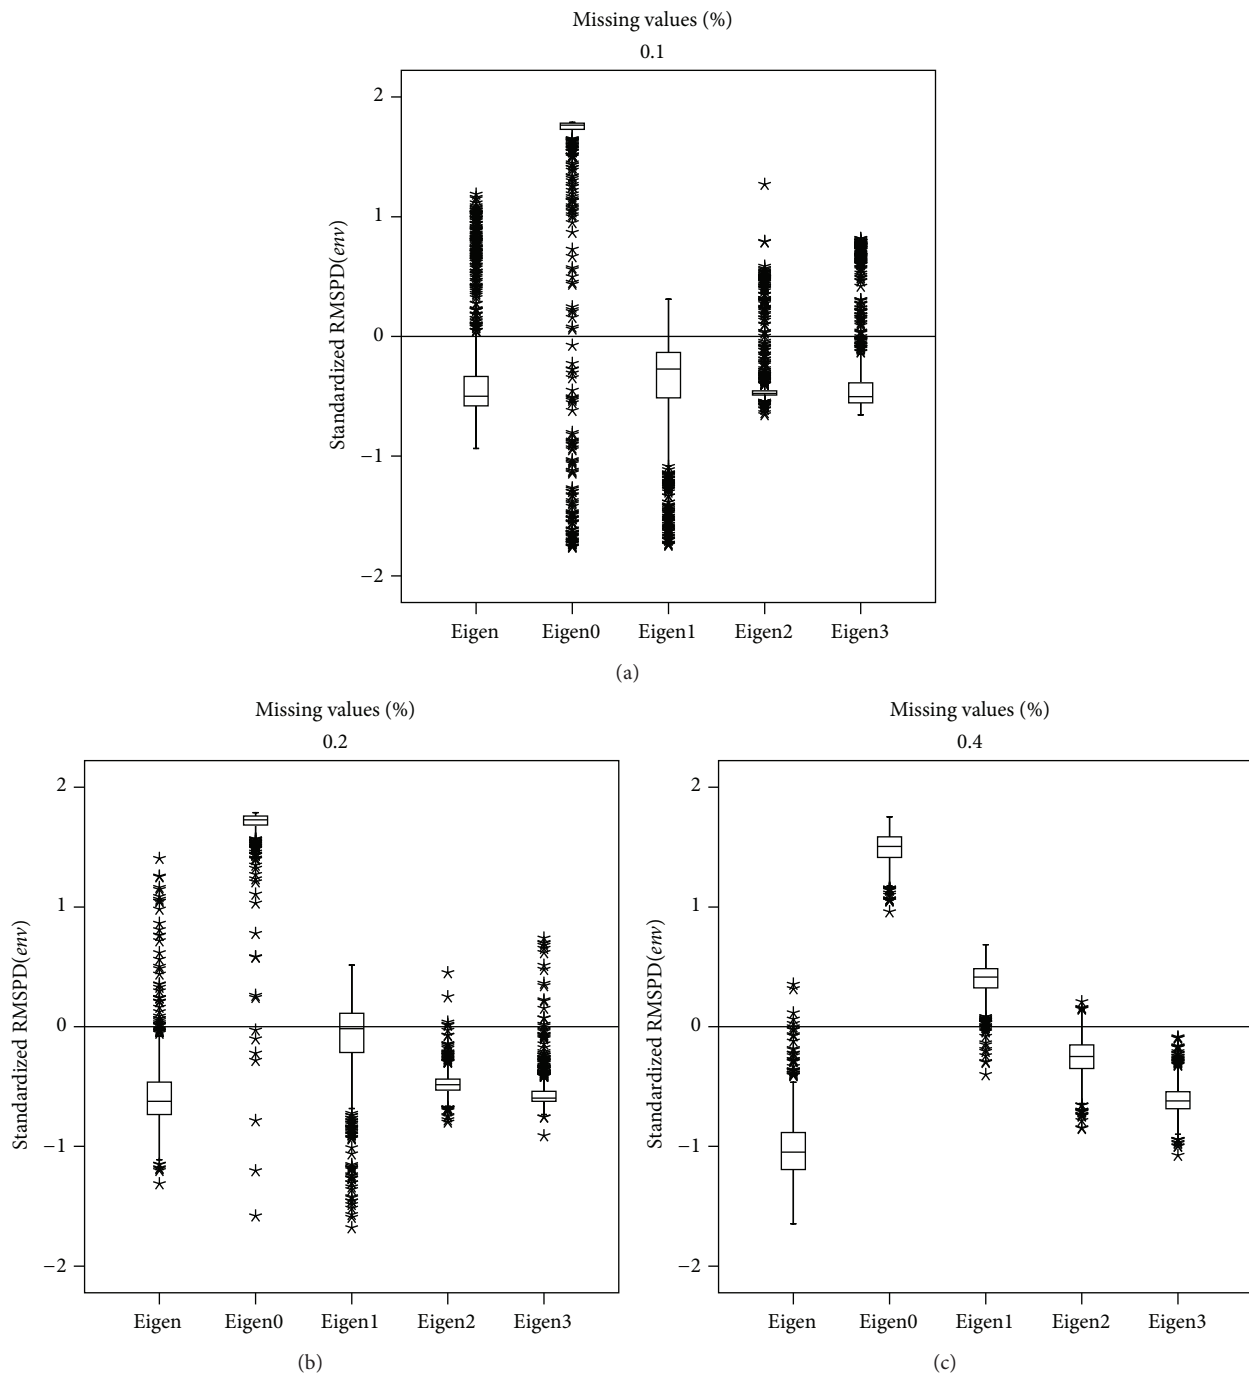 Missing values (%)
0.1
2
1
0
−1
−2
Standardized RMSPD(env)
Eigen Eigen0 Eigen1 Eigen2 Eigen3
(a)
Missing values (%)
0.2
2
1
0
−1
−2
Standardized RMSPD(env)
Eigen Eigen0 Eigen1 Eigen2 Eigen3
(b)
Missing values (%)
0.4
2
1
0
−1
−2
Standardized RMSPD(env)
Eigen Eigen0 Eigen1 Eigen2 Eigen3
(c)